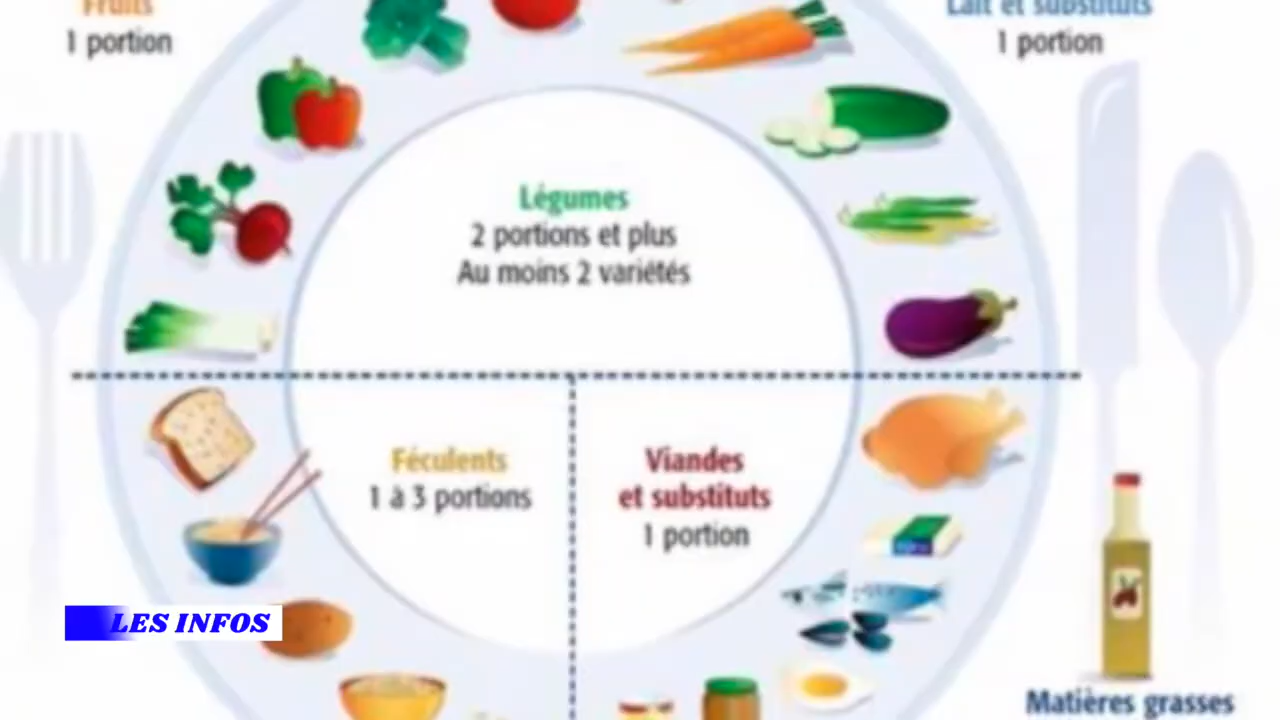 Fruits
1 portion
Lait et substituts
1 portion
Légumes
2 portions et plus
Au moins 2 variétés
Féculents
1 à 3 portions
Viandes
et substituts
1 portion
LES INFOS
Matières grasses